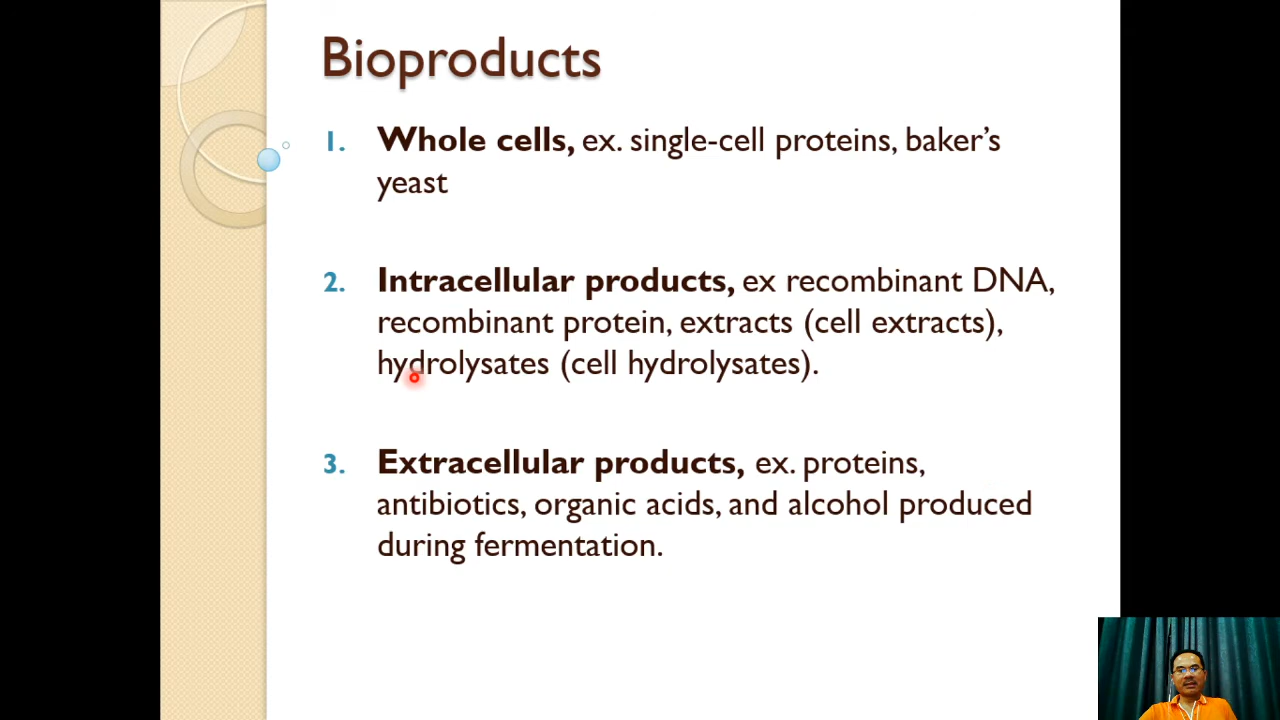 Bioproducts
1. Whole cells, ex. single-cell proteins, baker’s
yeast
2. Intracellular products, ex recombinant DNA,
recombinant protein, extracts (cell extracts),
hydrolysates (cell hydrolysates).
3. Extracellular products, ex. proteins,
antibiotics, organic acids, and alcohol produced
during fermentation.